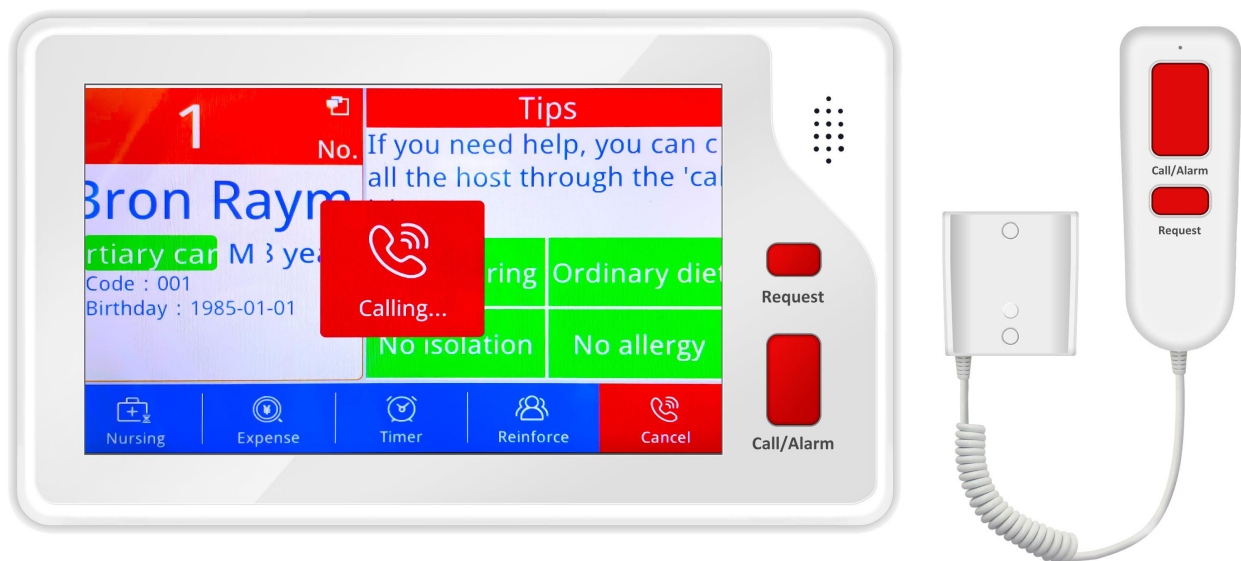 1
No.
Bron Raym
rtiary car M 3 yea
Code : 001
Birthday : 1985-01-01
Tips
If you need help, you can c
all the host through the 'cal
Calling...
ring
Ordinary diet
No isolation
No allergy
Nursing
Expense
Timer
Reinforce
Cancel
Request
Call/Alarm
Call/Alarm
Request